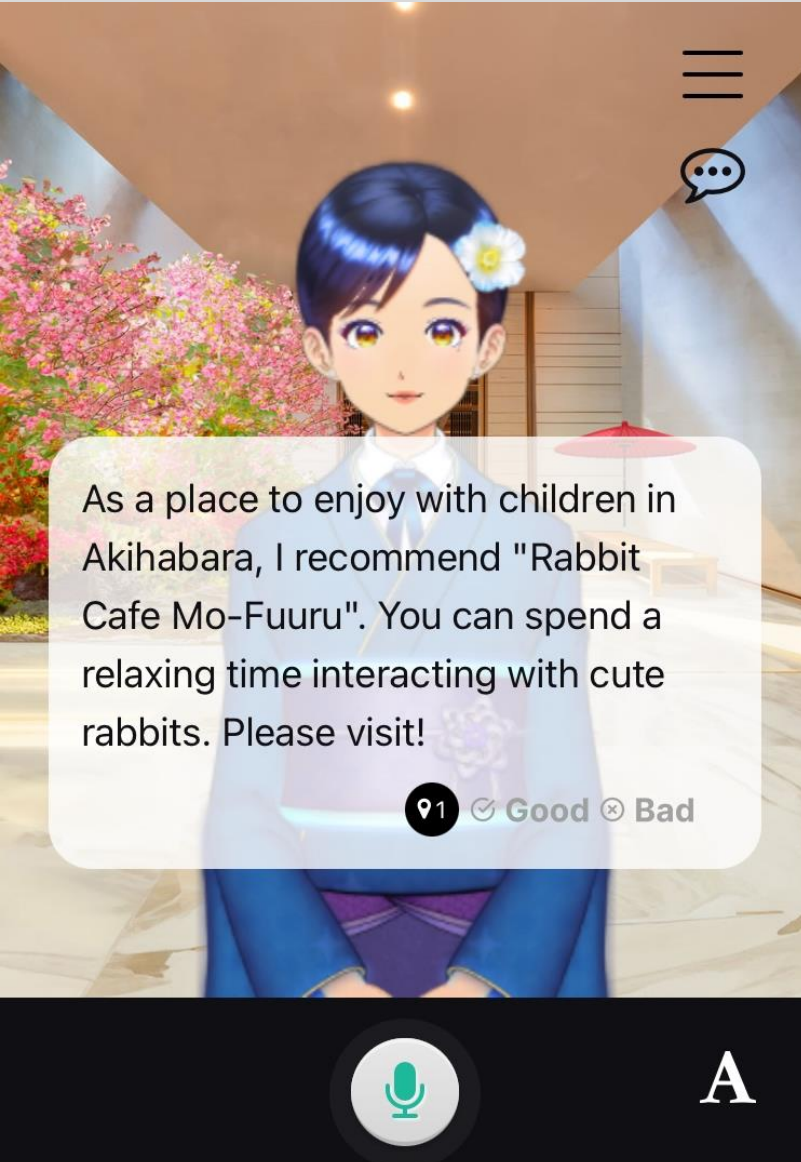 As a place to enjoy with children in
Akihabara, I recommend "Rabbit
Cafe Mo-Fuuru". You can spend a
relaxing time interacting with cute
rabbits. Please visit!
1 Good Bad
A